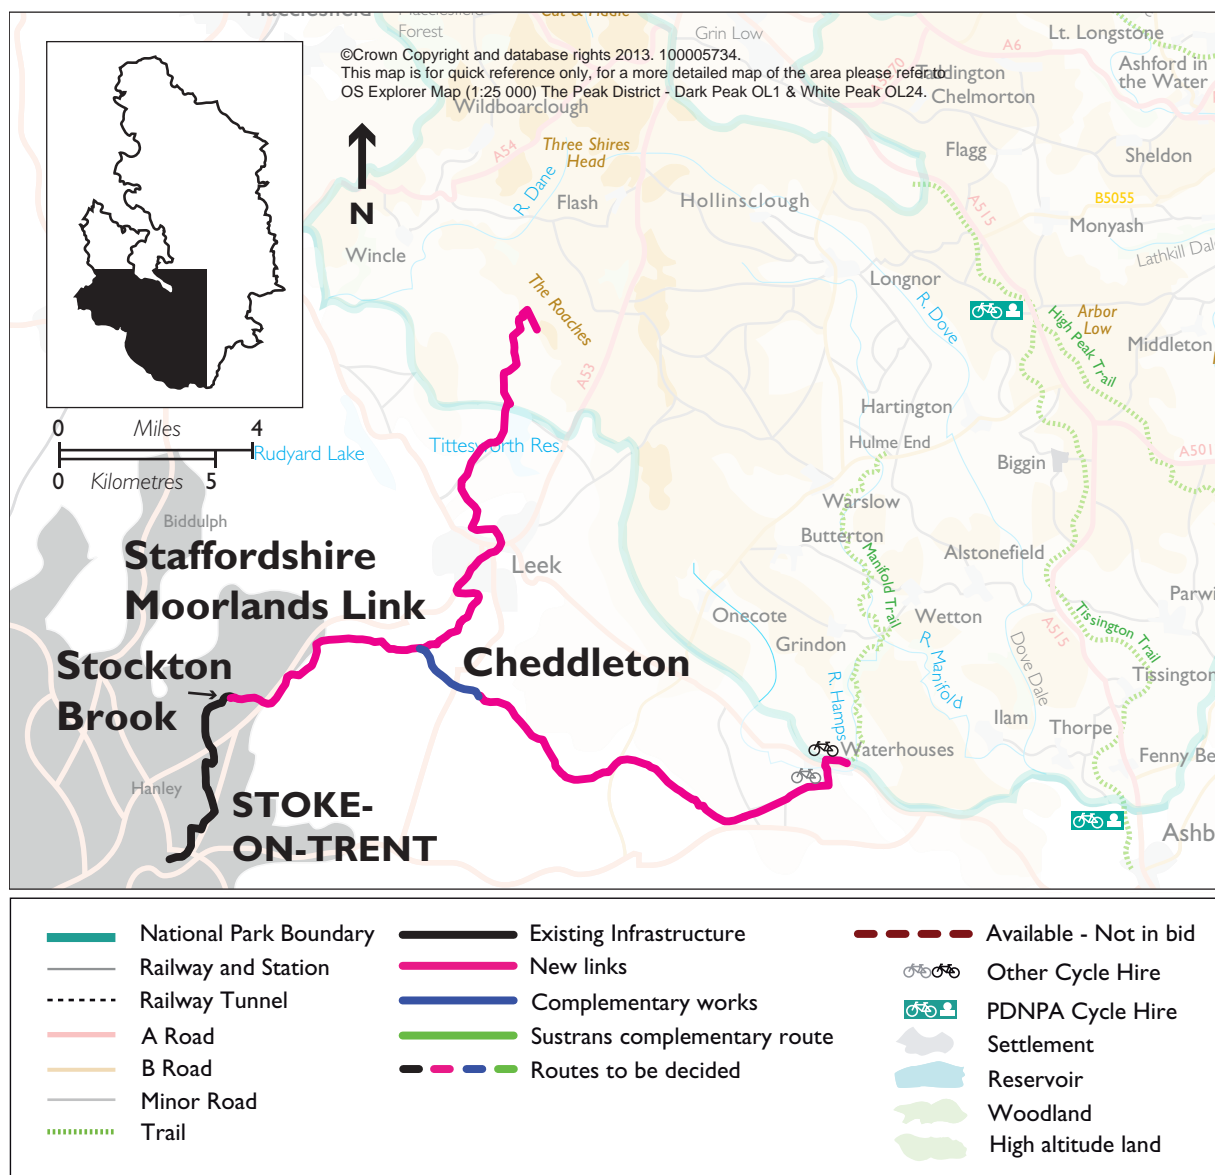 Macclesfield
Macclesfield
Forest
Cat & Fiddle
Grin Low
A6
Lt. Longstone
©Crown Copyright and database rights 2013. 100005734.
This map is for quick reference only, for a more detailed map of the area please refer to
OS Explorer Map (1:25 000) The Peak District - Dark Peak OL1 & White Peak OL24.
Ashford in
the Water
Taddington
Chelmorton
Wildboarclough
Three Shires
Head
A54
Flagg
Sheldon
N
R. Dane
Flash
Hollinsclough
A515
B5055
Monyash
Wincle
Lathkill Dale
Longnor
The Roaches
R. Dove
Arbor
Low
High Peak Trail
Middleton
A53
Hartington
0 Miles 4
Rudyard Lake
Tittesworth Res.
Hulme End
Biggin
A501
0 Kilometres 5
Warslow
Biddulph
Butterton
Alstonefield
Staffordshire
Moorlands Link
Leek
Manifold Trail
Parwi
Onecote
Wetton
Tissington Trail
A515
Grindon
Stockton
Brook
Cheddleton
R. Manifold
Dove Dale
Tissington
R. Hamps
Ilam
Thorpe
Waterhouses
Fenny Be
Hanley
STOKE-
ON-TRENT
Ashb
National Park Boundary
Railway and Station
Railway Tunnel
A Road
B Road
Minor Road
Trail
Existing Infrastructure
New links
Complementary works
Sustrans complementary route
Routes to be decided
Available - Not in bid
Other Cycle Hire
PDNPA Cycle Hire
Settlement
Reservoir
Woodland
High altitude land